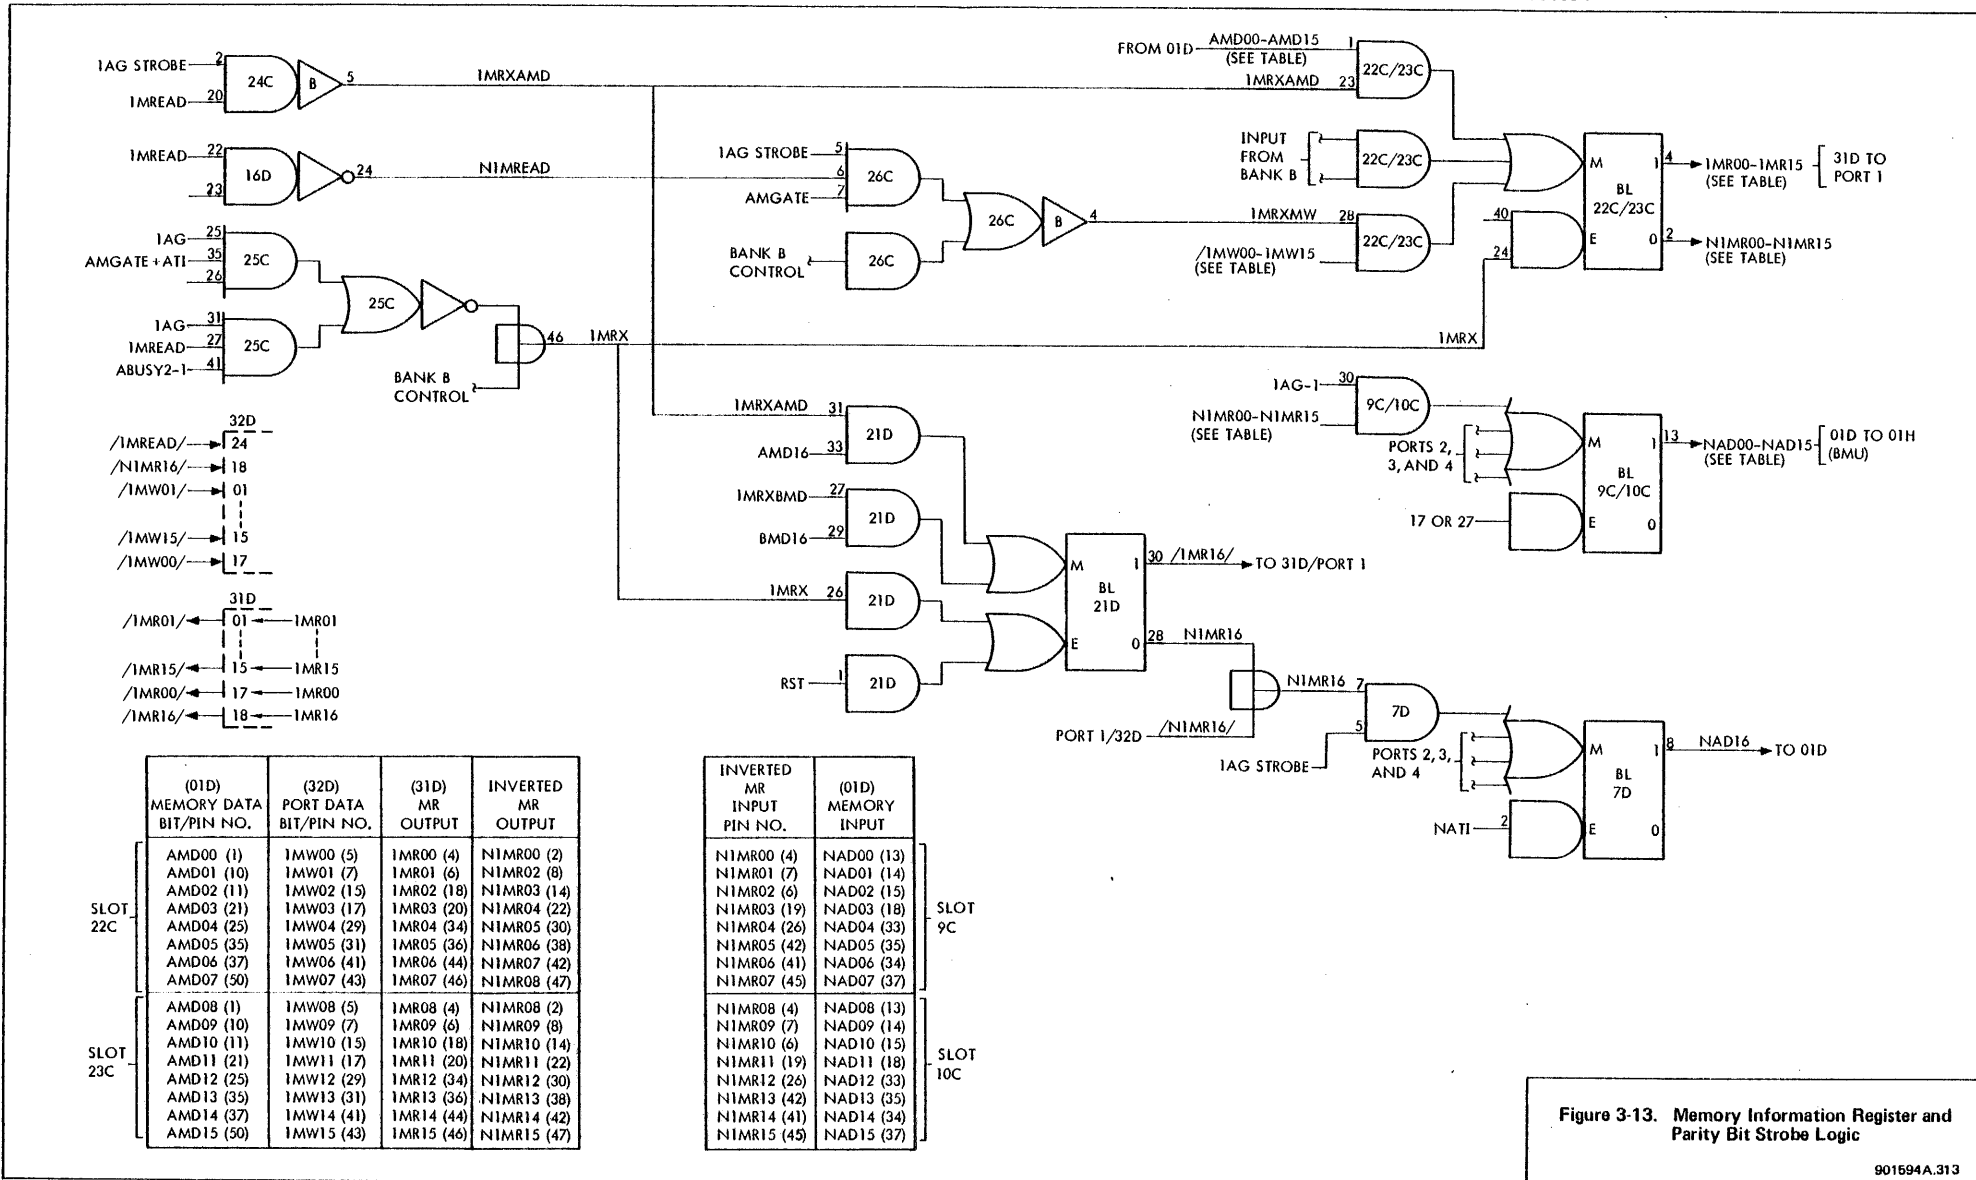 1AG STROBE 2
1MREAD 20
24C
B
5
1MRXAMD
1MREAD 22
23
16D
24
N1MREAD
1AG 25
AMGATE+ATI 35
26
25C
1AG 31
1MREAD 27
ABUSY2-1 41
25C
25C
BANK B
CONTROL
46
1MRX
1AG STROBE 5
6
AMGATE 7
26C
BANK B
CONTROL
26C
26C
B
4
1MRXMW 28
/1MW00-1MW15
(SEE TABLE)
22C/23C
FROM 01D
AMD00-AMD15
(SEE TABLE)
1
1MRXAMD 23
22C/23C
INPUT
FROM
BANK B
22C/23C
40
24
1MRX
M 1
BL
22C/23C
E 0
4
1MR00-1MR15
(SEE TABLE)
31D TO
PORT 1
2
N1MR00-N1MR15
(SEE TABLE)
1AG-1 30
N1MR00-N1MR15
(SEE TABLE)
9C/10C
PORTS 2,
3, AND 4
17 OR 27
M 1
BL
9C/10C
E 0
13
NAD00-NAD15
(SEE TABLE)
01D TO 01H
(BMU)
1MRXAMD 31
AMD16 33
21D
1MRXBMD 27
BMD16 29
21D
1MRX 26
21D
RST 1
21D
M 1
BL
21D
E 0
30 /1MR16/
TO 31D/PORT 1
28 N1MR16
PORT 1/32D
/N1MR16/
N1MR16 7
1AG STROBE
5
7D
PORTS 2, 3,
AND 4
NATI 2
M 1
BL
7D
E 0
8 NAD16
TO 01D
32D
/1MREAD/ 24
/N1MR16/ 18
/1MW01/ 01
/1MW15/ 15
/1MW00/ 17
31D
/1MR01/ 01 1MR01
/1MR15/ 15 1MR15
/1MR00/ 17 1MR00
/1MR16/ 18 1MR16
(01D) MEMORY DATA BIT/PIN NO.
(32D) PORT DATA BIT/PIN NO.
(31D) MR OUTPUT
INVERTED MR OUTPUT
SLOT
22C
AMD00 (1) 1MW00 (5) 1MR00 (4) N1MR00 (2)
AMD01 (10) 1MW01 (7) 1MR01 (6) N1MR02 (8)
AMD02 (11) 1MW02 (15) 1MR02 (18) N1MR03 (14)
AMD03 (21) 1MW03 (17) 1MR03 (20) N1MR04 (22)
AMD04 (25) 1MW04 (29) 1MR04 (34) N1MR05 (30)
AMD05 (35) 1MW05 (31) 1MR05 (36) N1MR06 (38)
AMD06 (37) 1MW06 (41) 1MR06 (44) N1MR07 (42)
AMD07 (50) 1MW07 (43) 1MR07 (46) N1MR08 (47)
SLOT
23C
AMD08 (1) 1MW08 (5) 1MR08 (4) N1MR08 (2)
AMD09 (10) 1MW09 (7) 1MR09 (6) N1MR09 (8)
AMD10 (11) 1MW10 (15) 1MR10 (18) N1MR10 (14)
AMD11 (21) 1MW11 (17) 1MR11 (20) N1MR11 (22)
AMD12 (25) 1MW12 (29) 1MR12 (34) N1MR12 (30)
AMD13 (35) 1MW13 (31) 1MR13 (36) N1MR13 (38)
AMD14 (37) 1MW14 (41) 1MR14 (44) N1MR14 (42)
AMD15 (50) 1MW15 (43) 1MR15 (46) N1MR15 (47)
INVERTED MR INPUT PIN NO.
(01D) MEMORY INPUT
N1MR00 (4) NAD00 (13)
N1MR01 (7) NAD01 (14)
N1MR02 (6) NAD02 (15)
N1MR03 (19) NAD03 (18)
N1MR04 (26) NAD04 (33)
N1MR05 (42) NAD05 (35)
N1MR06 (41) NAD06 (34)
N1MR07 (45) NAD07 (37)
SLOT
9C
N1MR08 (4) NAD08 (13)
N1MR09 (7) NAD09 (14)
N1MR10 (6) NAD10 (15)
N1MR11 (19) NAD11 (18)
N1MR12 (26) NAD12 (33)
N1MR13 (42) NAD13 (35)
N1MR14 (41) NAD14 (34)
N1MR15 (45) NAD15 (37)
SLOT
10C
Figure 3-13. Memory Information Register and
Parity Bit Strobe Logic
901594A.313